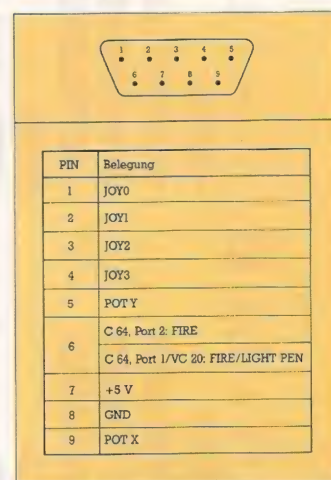 1 2 3 4 5
6 7 8 9
PIN Belegung
1 JOY0
2 JOY1
3 JOY2
4 JOY3
5 POT Y
6 C 64, Port 2: FIRE
C 64, Port 1/VC 20: FIRE/LIGHT PEN
7 +5 V
8 GND
9 POT X